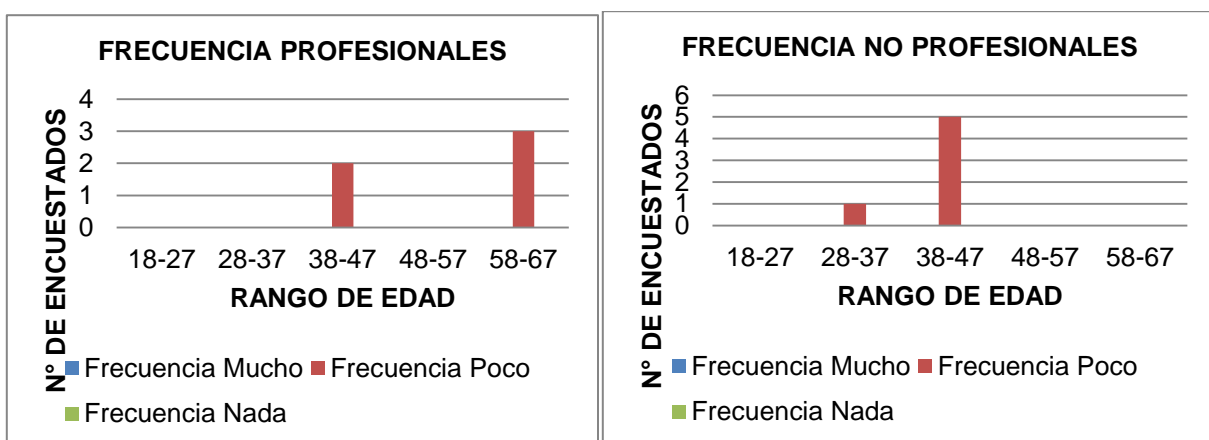 FRECUENCIA PROFESIONALES
N° DE ENCUESTADOS
4
3
2
1
0
18-27 28-37 38-47 48-57 58-67
RANGO DE EDAD
Frecuencia Mucho Frecuencia Poco
Frecuencia Nada
FRECUENCIA NO PROFESIONALES
N° DE ENCUESTADOS
6
5
4
3
2
1
0
18-27 28-37 38-47 48-57 58-67
RANGO DE EDAD
Frecuencia Mucho Frecuencia Poco
Frecuencia Nada